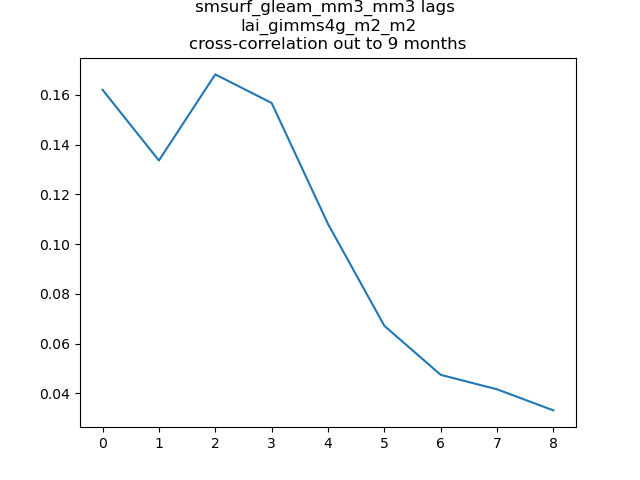 smsurf_gleam_mm3_mm3 lags
lai_gimms4g_m2_m2
cross-correlation out to 9 months
0.16
0.14
0.12
0.10
0.08
0.06
0.04
0 1 2 3 4 5 6 7 8